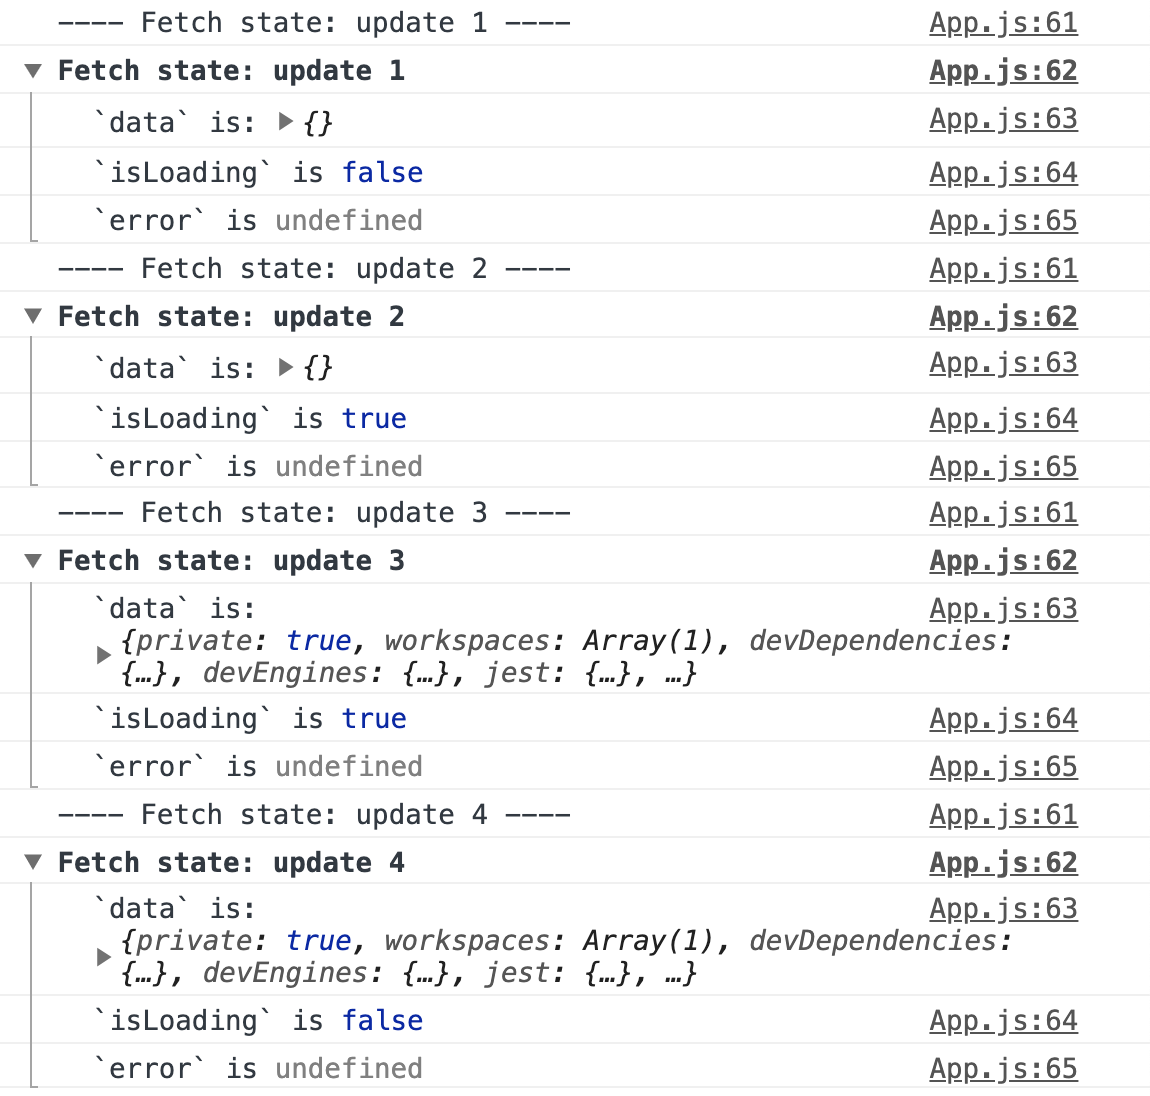 ---- Fetch state: update 1 ---- App.js:61
▼ Fetch state: update 1 App.js:62
`data` is: ▶ {} App.js:63
`isLoading` is false App.js:64
`error` is undefined App.js:65
---- Fetch state: update 2 ---- App.js:61
▼ Fetch state: update 2 App.js:62
`data` is: ▶ {} App.js:63
`isLoading` is true App.js:64
`error` is undefined App.js:65
---- Fetch state: update 3 ---- App.js:61
▼ Fetch state: update 3 App.js:62
`data` is: App.js:63
▶ {private: true, workspaces: Array(1), devDependencies:
{…}, devEngines: {…}, jest: {…}, …}
`isLoading` is true App.js:64
`error` is undefined App.js:65
---- Fetch state: update 4 ---- App.js:61
▼ Fetch state: update 4 App.js:62
`data` is: App.js:63
▶ {private: true, workspaces: Array(1), devDependencies:
{…}, devEngines: {…}, jest: {…}, …}
`isLoading` is false App.js:64
`error` is undefined App.js:65